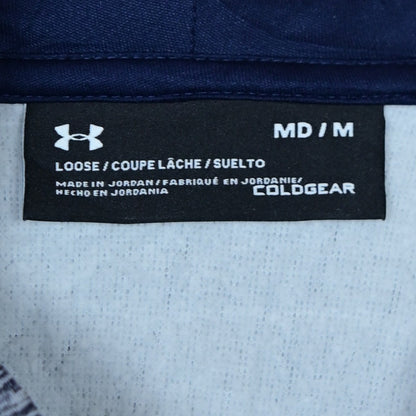 MD / M
LOOSE / COUPE LÂCHE / SUELTO
MADE IN JORDAN / FABRIQUÉ EN JORDANIE/
HECHO EN JORDANIA
COLDGEAR